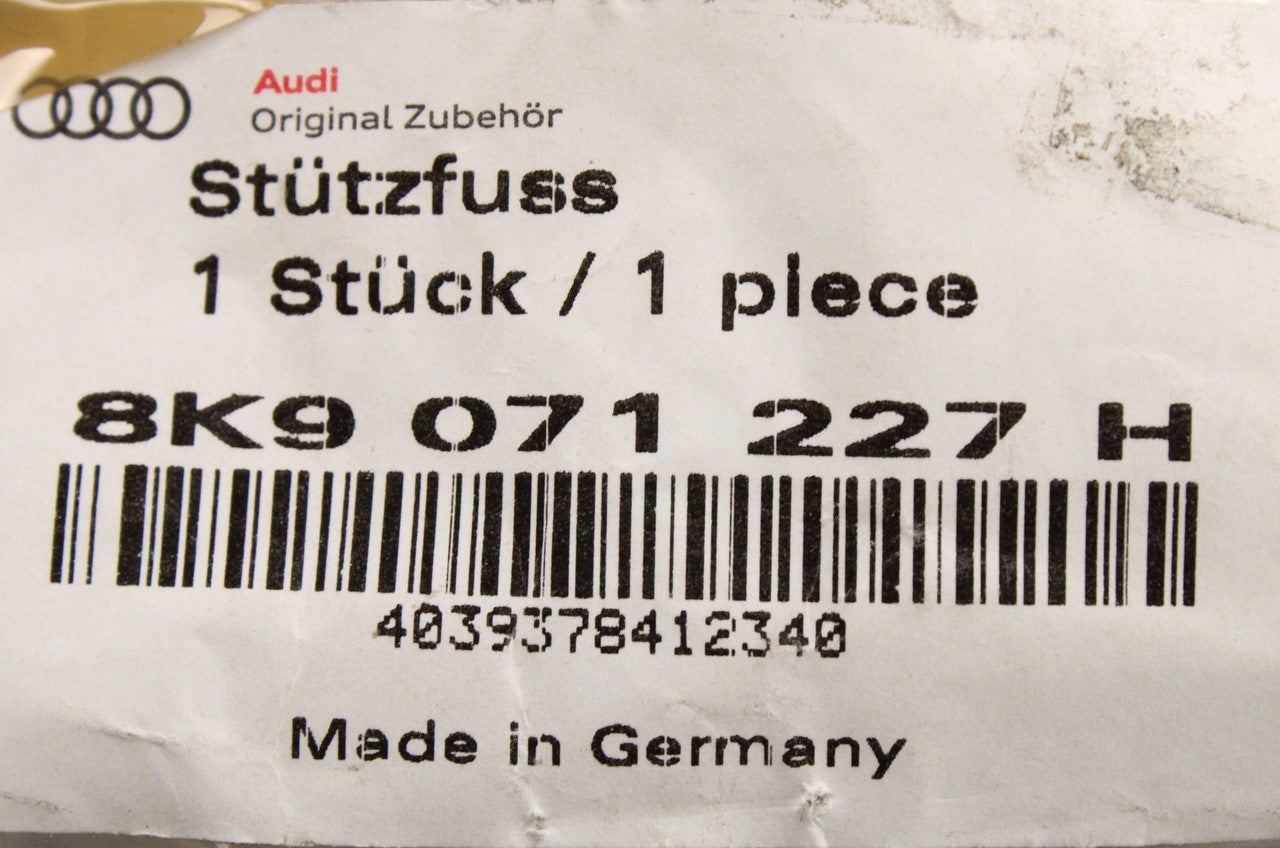 Audi
Original Zubehör
Stützfuss
1 Stück / 1 piece
8K9 071 227 H
4039378412340
Made in Germany